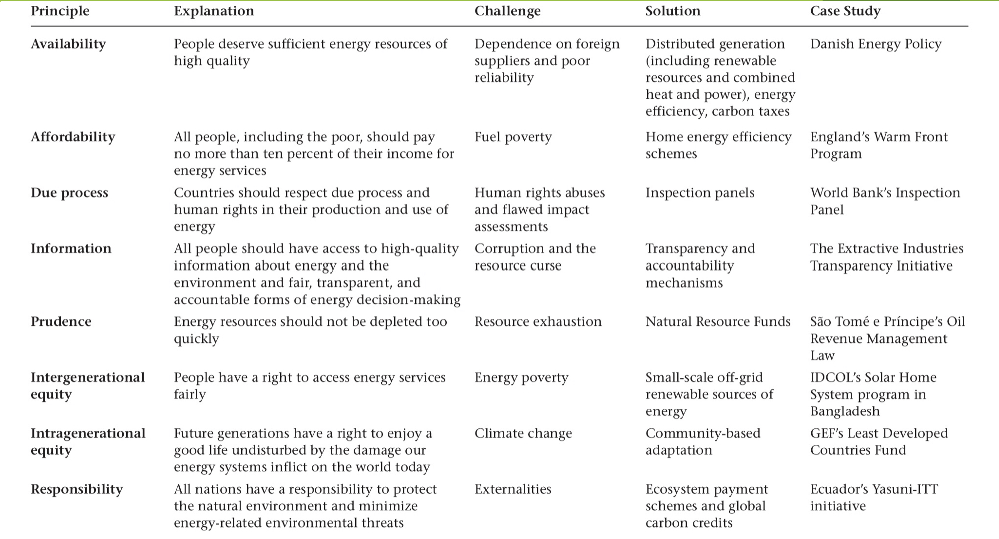 Principle Explanation Challenge Solution Case Study
Availability People deserve sufficient energy resources of Dependence on foreign Distributed generation Danish Energy Policy
high quality suppliers and poor (including renewable
reliability resources and combined
heat and power), energy
efficiency, carbon taxes
Affordability All people, including the poor, should pay Fuel poverty Home energy efficiency England's Warm Front
no more than ten percent of their income for schemes Program
energy services
Due process Countries should respect due process and Human rights abuses Inspection panels World Bank's Inspection
human rights in their production and use of and flawed impact Panel
energy assessments
Information All people should have access to high-quality Corruption and the Transparency and The Extractive Industries
information about energy and the resource curse accountability Transparency Initiative
environment and fair, transparent, and mechanisms
accountable forms of energy decision-making
Prudence Energy resources should not be depleted too Resource exhaustion Natural Resource Funds São Tomé e Príncipe's Oil
quickly Revenue Management
Law
Intergenerational People have a right to access energy services Energy poverty Small-scale off-grid IDCOL's Solar Home
equity fairly renewable sources of System program in
energy Bangladesh
Intragenerational Future generations have a right to enjoy a Climate change Community-based GEF's Least Developed
equity good life undisturbed by the damage our adaptation Countries Fund
energy systems inflict on the world today
Responsibility All nations have a responsibility to protect Externalities Ecosystem payment Ecuador's Yasuni-ITT
the natural environment and minimize schemes and global initiative
energy-related environmental threats carbon credits